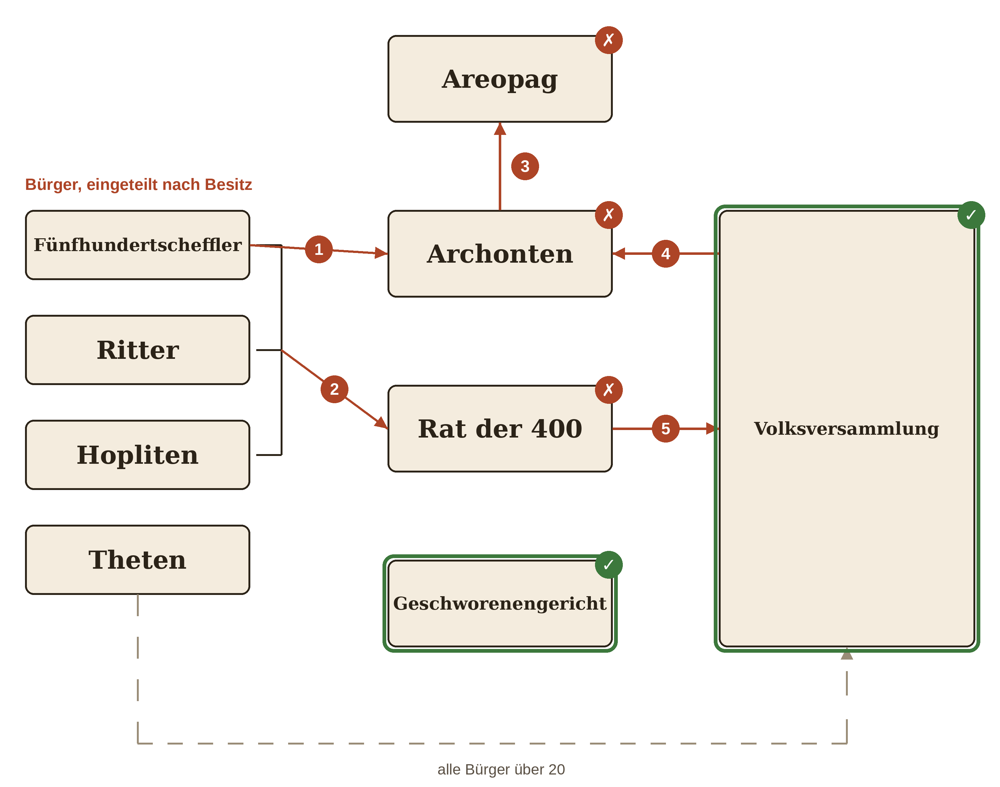 ✗
Areopag
3
Bürger, eingeteilt nach Besitz
✗
✓
Fünfhundertscheffler
1
Archonten
4
Ritter
2
✗
Rat der 400
5
Volksversammlung
Hopliten
Theten
✓
Geschworenengericht
alle Bürger über 20